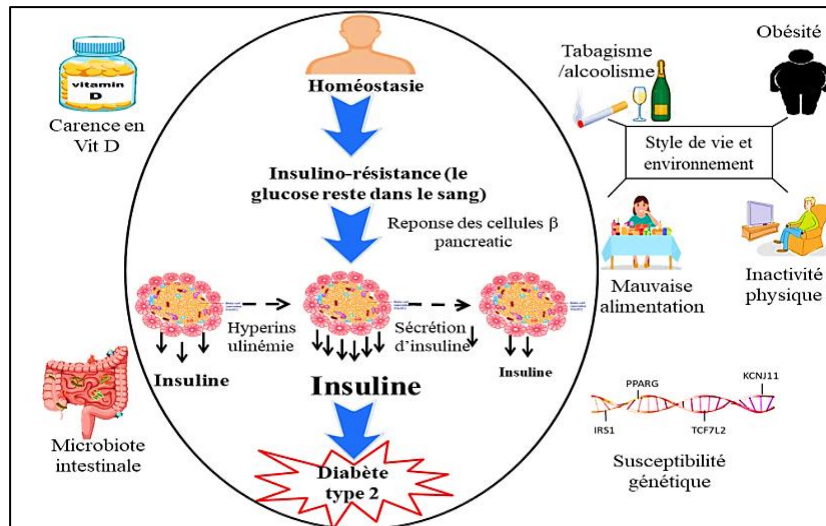 vitamin
D
Carence en
Vit D
Homéostasie
Insulino-résistance (le
glucose reste dans le sang)
Reponse des cellules β
pancreatic
Hyperins
ulinémie
Sécrétion
d'insuline
Insuline
Insuline
Insuline
Diabète
type 2
Microbiote
intestinale
Tabagisme
/alcoolisme
Obésité
Style de vie et
environnement
Mauvaise
alimentation
Inactivité
physique
PPARG
KCNJ11
IRS1
TCF7L2
Susceptibilité
génétique